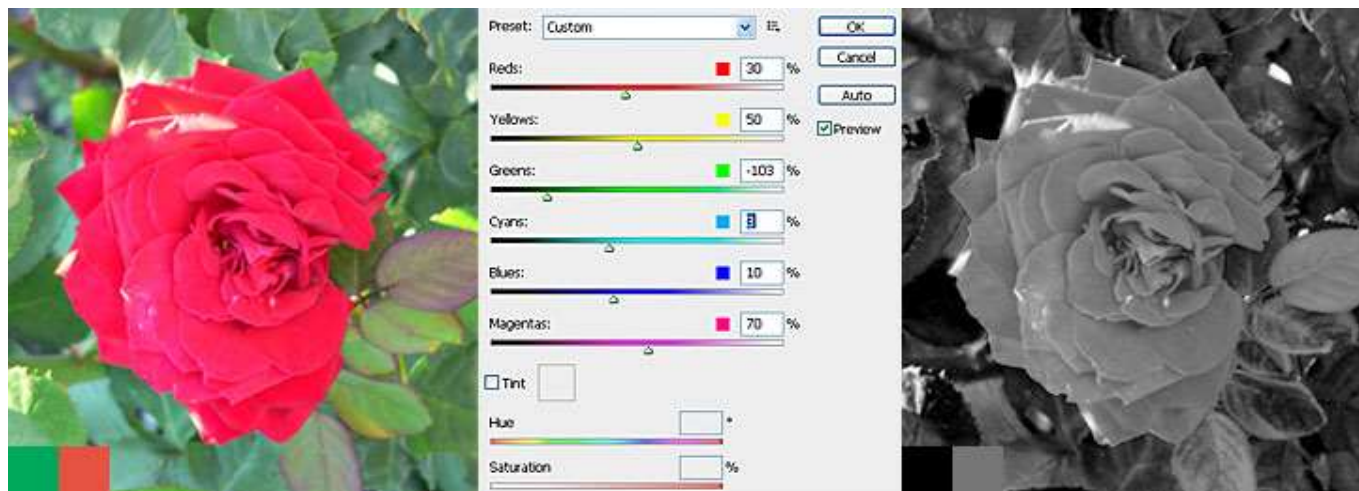 Preset: Custom
OK
Reds: 30 %
Cancel
Auto
Yellows: 50 %
Preview
Greens: -103 %
Cyans: 3 %
Blues: 10 %
Magentas: 70 %
Tint
Hue °
Saturation %